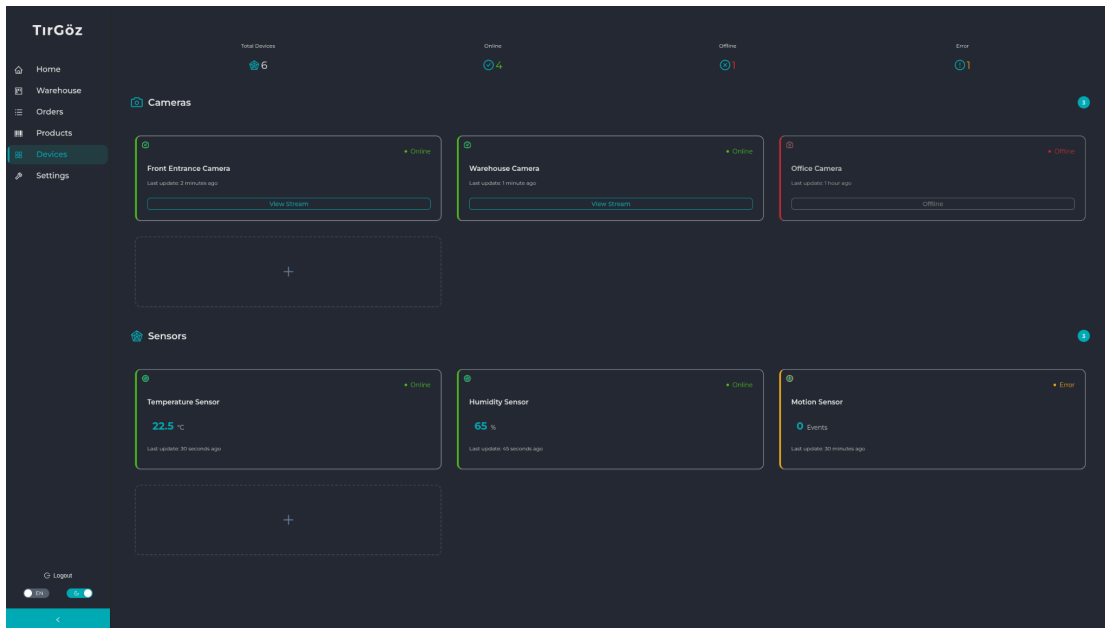 TırGöz
Home
Warehouse
Orders
Products
Devices
Settings
Logout
EN
Total Devices
6
Online
4
Offline
1
Error
1
Cameras
3
Online
Front Entrance Camera
Last update: 2 minutes ago
View Stream
Online
Warehouse Camera
Last update: 1 minute ago
View Stream
Offline
Office Camera
Last update: 1 hour ago
Offline
Sensors
3
Online
Temperature Sensor
22.5 °C
Last update: 30 seconds ago
Online
Humidity Sensor
65 %
Last update: 45 seconds ago
Error
Motion Sensor
0 Events
Last update: 30 minutes ago